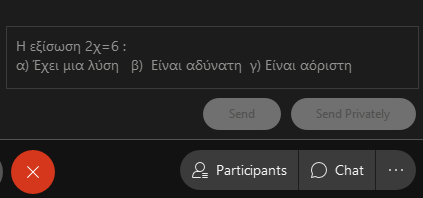 Η εξίσωση 2χ=6 :
α) Έχει μια λύση β) Είναι αδύνατη γ) Είναι αόριστη
Send Send Privately
Participants Chat